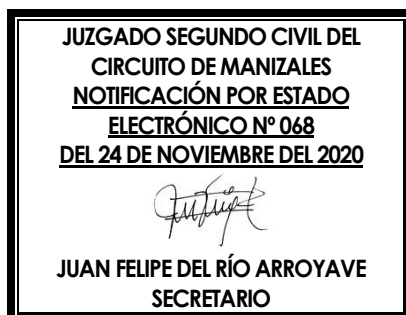 JUZGADO SEGUNDO CIVIL DEL
CIRCUITO DE MANIZALES
NOTIFICACIÓN POR ESTADO
ELECTRÓNICO Nº 068
DEL 24 DE NOVIEMBRE DEL 2020
JUAN FELIPE DEL RÍO ARROYAVE
SECRETARIO